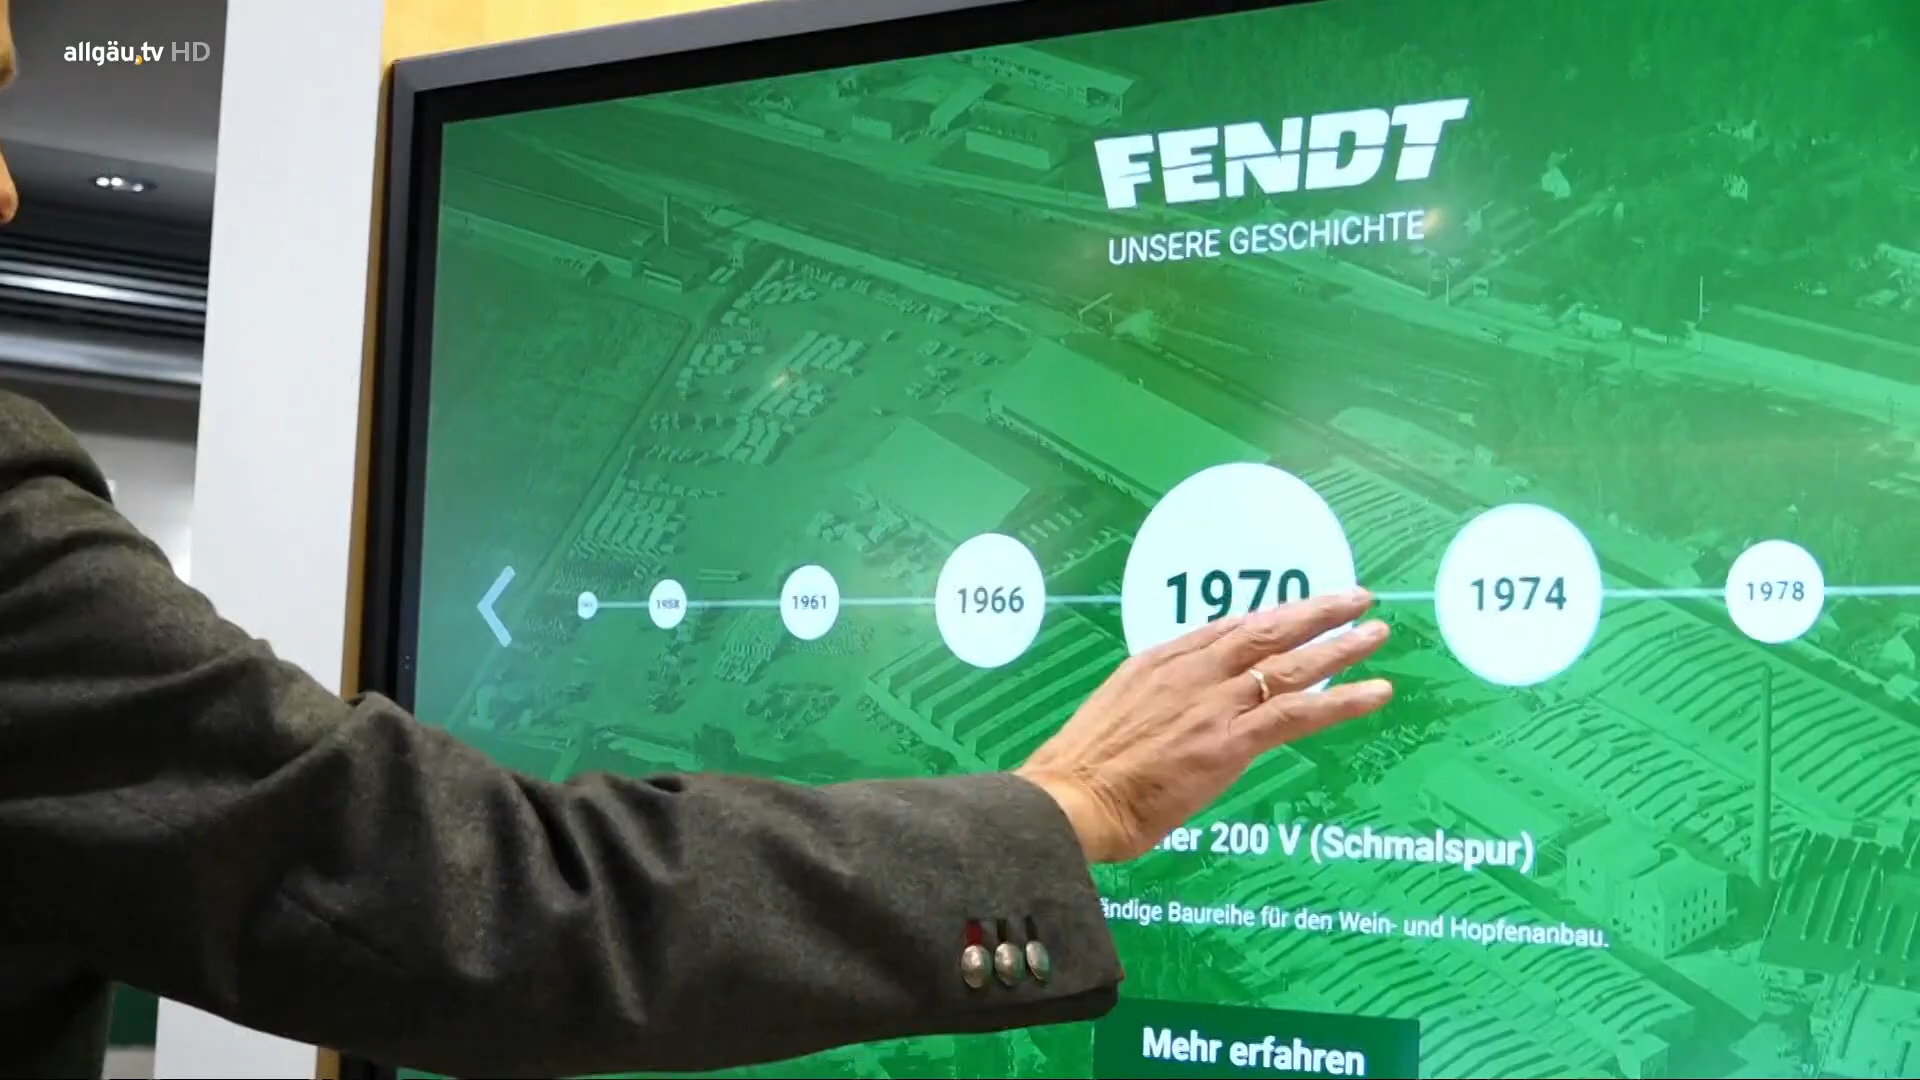 allgäu.tv HD
FENDT
UNSERE GESCHICHTE
1958
1961
1966
1970
1974
1978
er 200 V (Schmalspur)
ändige Baureihe für den Wein- und Hopfenanbau.
Mehr erfahren